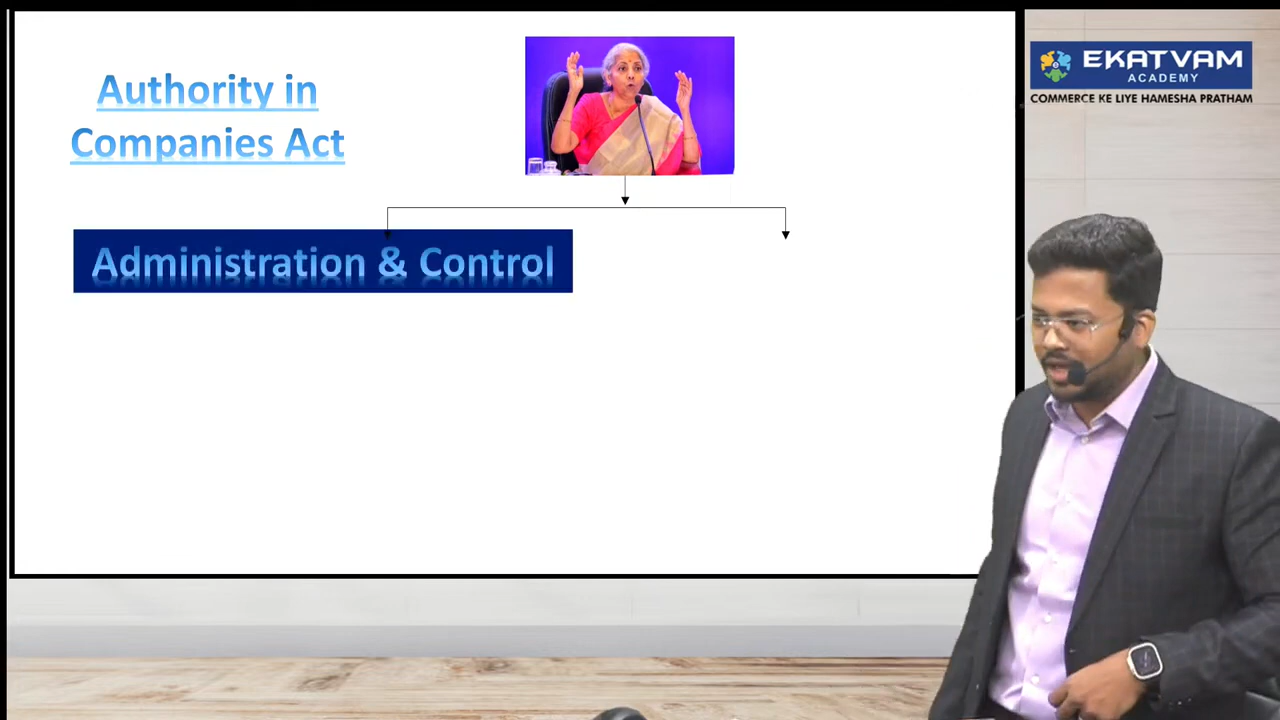 Authority in
Companies Act
EKATVAM
ACADEMY
COMMERCE KE LIYE HAMESHA PRATHAM
Administration & Control